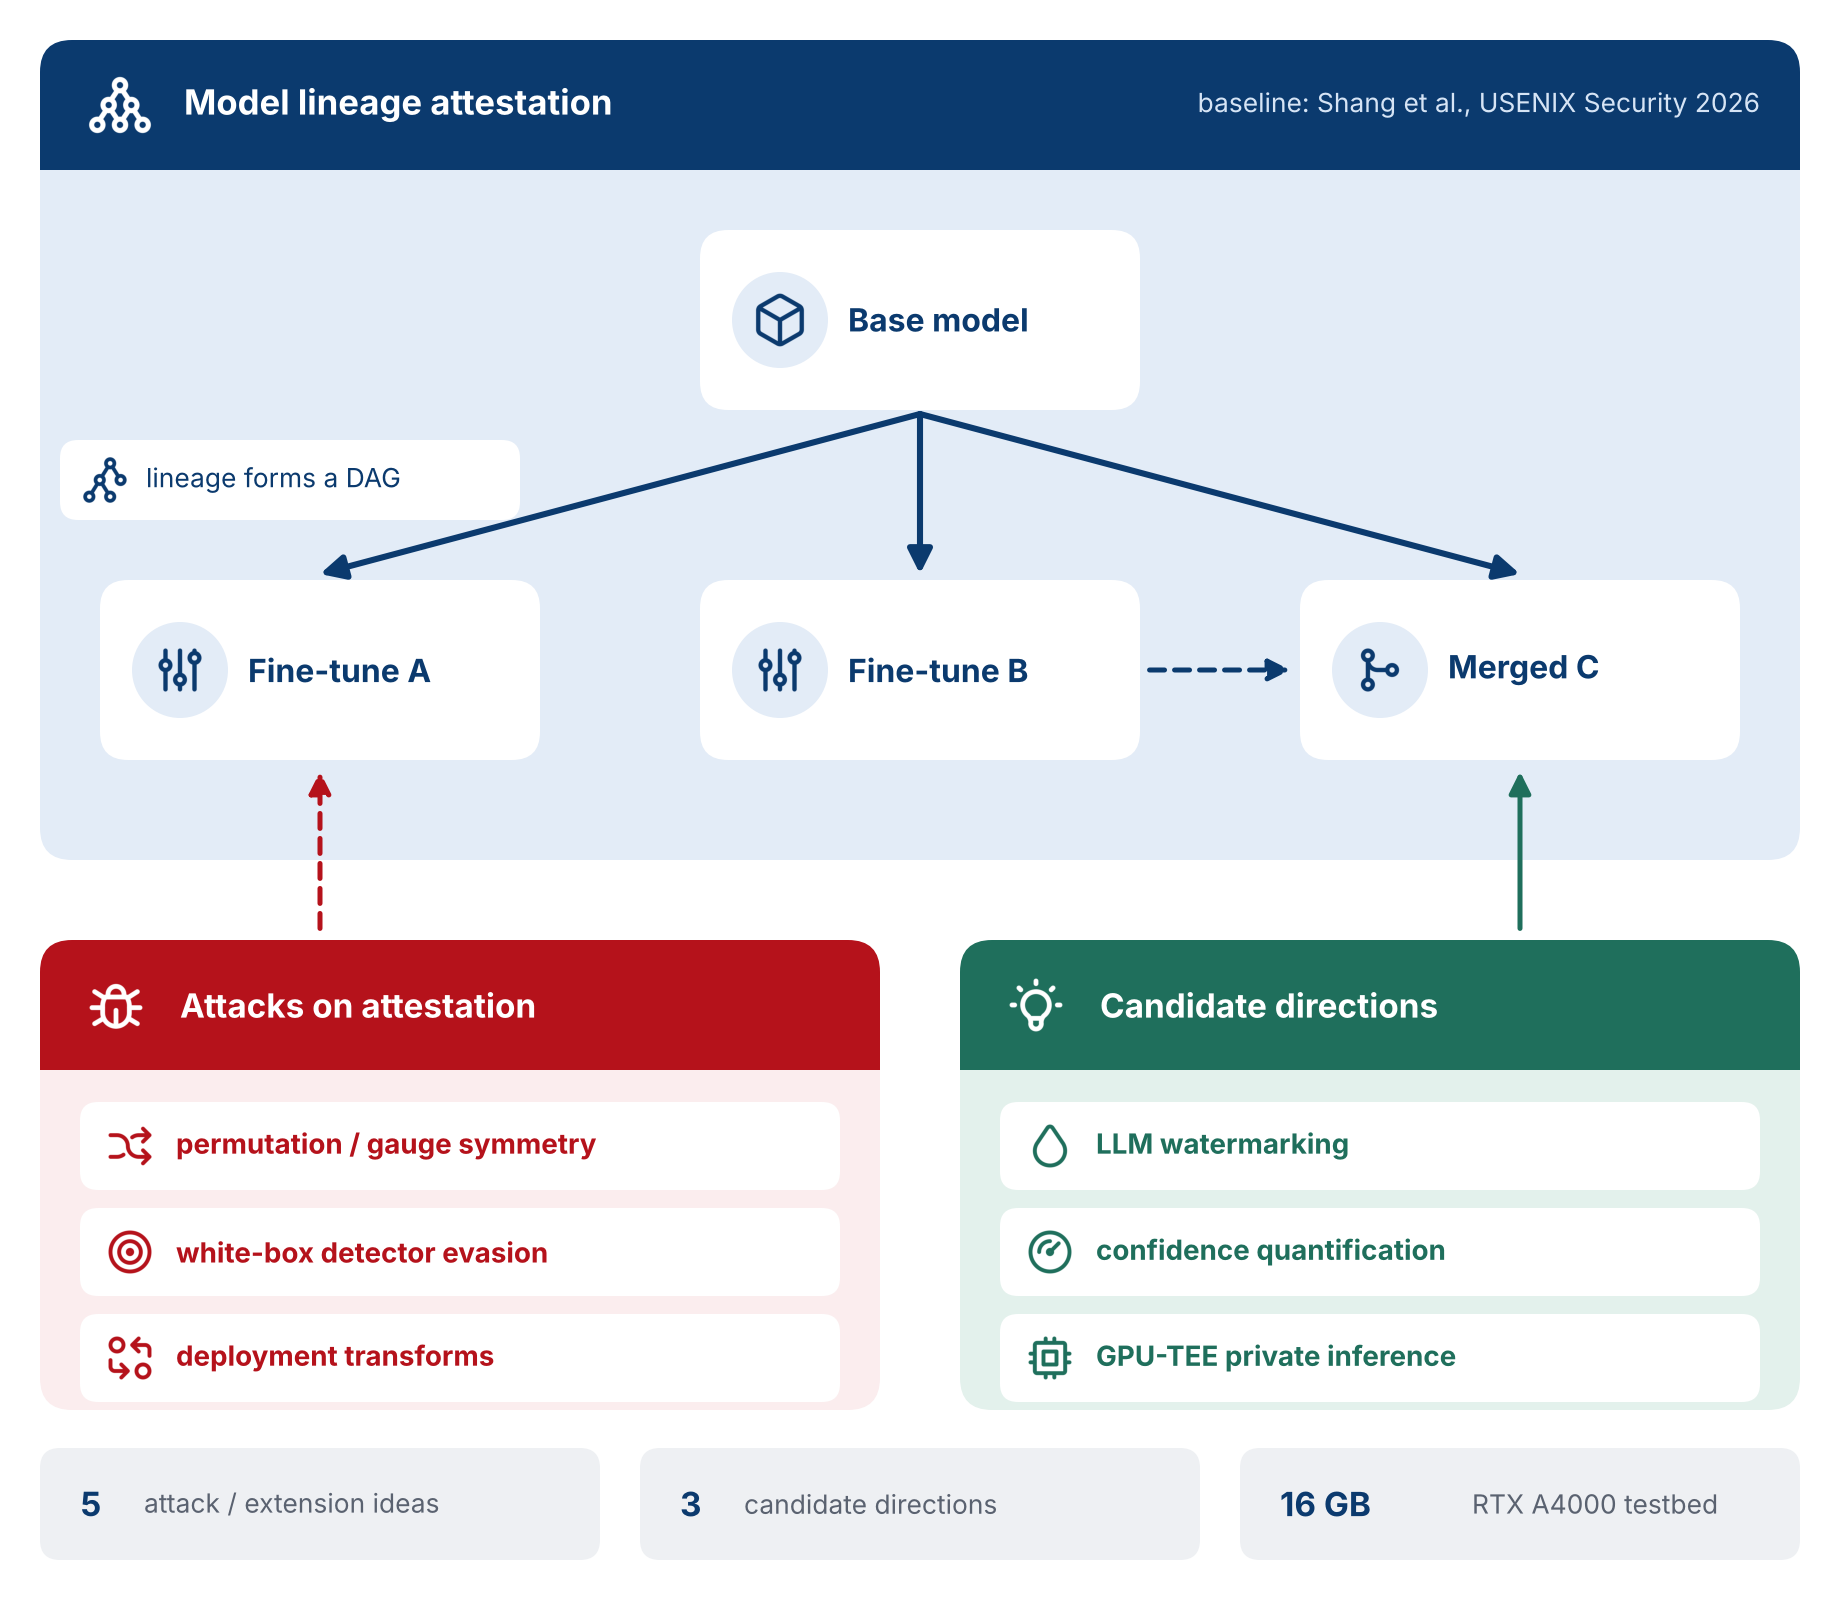 Model lineage attestation
baseline: Shang et al., USENIX Security 2026
Base model
lineage forms a DAG
Fine-tune A
Fine-tune B
Merged C
Attacks on attestation
permutation / gauge symmetry
white-box detector evasion
deployment transforms
Candidate directions
LLM watermarking
confidence quantification
GPU-TEE private inference
5 attack / extension ideas
3 candidate directions
16 GB RTX A4000 testbed